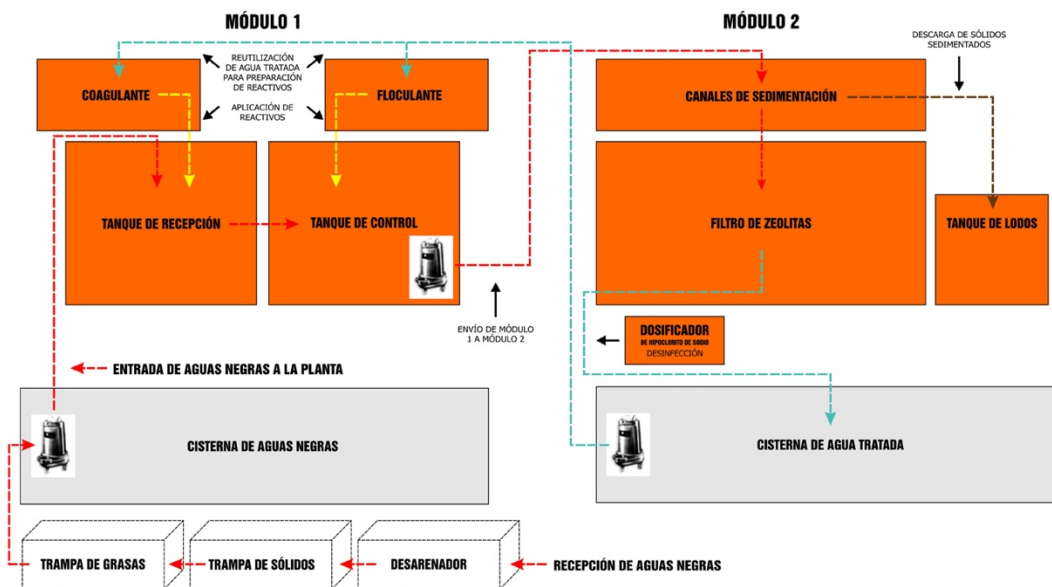 MÓDULO 1
MÓDULO 2
REUTILIZACIÓN
DE AGUA TRATADA
PARA PREPARACIÓN
DE REACTIVOS
APLICACIÓN DE
REACTIVOS
COAGULANTE
FLOCULANTE
DESCARGA DE SÓLIDOS
SEDIMENTADOS
CANALES DE SEDIMENTACIÓN
TANQUE DE RECEPCIÓN
TANQUE DE CONTROL
FILTRO DE ZEOLITAS
TANQUE DE LODOS
ENVÍO DE MÓDULO
1 A MÓDULO 2
DOSIFICADOR
DE HIPOCLORITO DE SODIO
DESINFECCIÓN
ENTRADA DE AGUAS NEGRAS A LA PLANTA
CISTERNA DE AGUAS NEGRAS
CISTERNA DE AGUA TRATADA
TRAMPA DE GRASAS
TRAMPA DE SÓLIDOS
DESARENADOR
RECEPCIÓN DE AGUAS NEGRAS